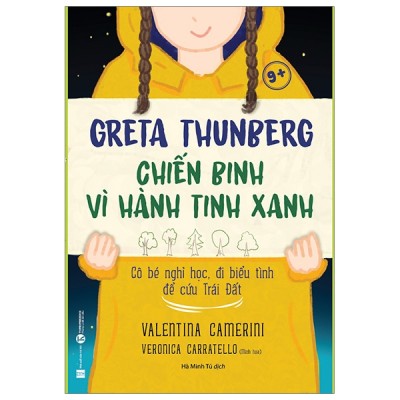 9+
GRETA THUNBERG
CHIẾN BINH
VÌ HÀNH TINH XANH
Cô bé nghỉ học, đi biểu tình
để cứu Trái Đất
VALENTINA CAMERINI
VERONICA CARRATELLO (Minh họa)
Hà Minh Tú dịch